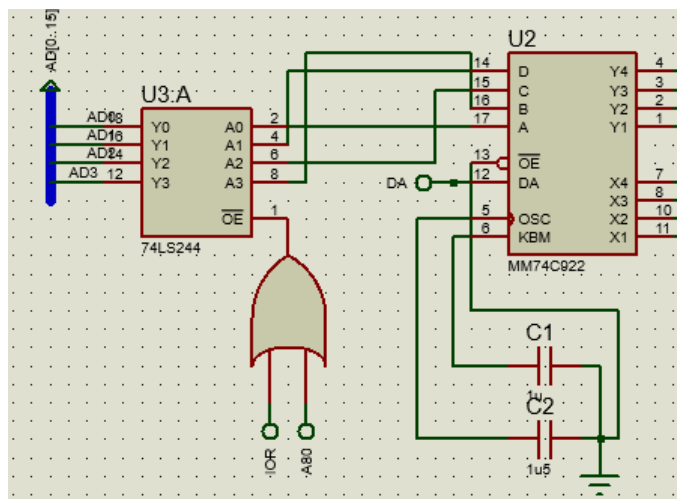 AD[0..15]
U3:A
AD0 18 Y0 A0 2
AD1 16 Y1 A1 4
AD2 14 Y2 A2 6
AD3 12 Y3 A3 8
OE 1
74LS244
IOR
A80
U2
14 D Y4 4
15 C Y3 3
16 B Y2 2
17 A Y1 1
13 OE
DA 12 DA X4 7
X3 8
5 OSC X2 10
6 KBM X1 11
MM74C922
C1
1u
C2
1u5